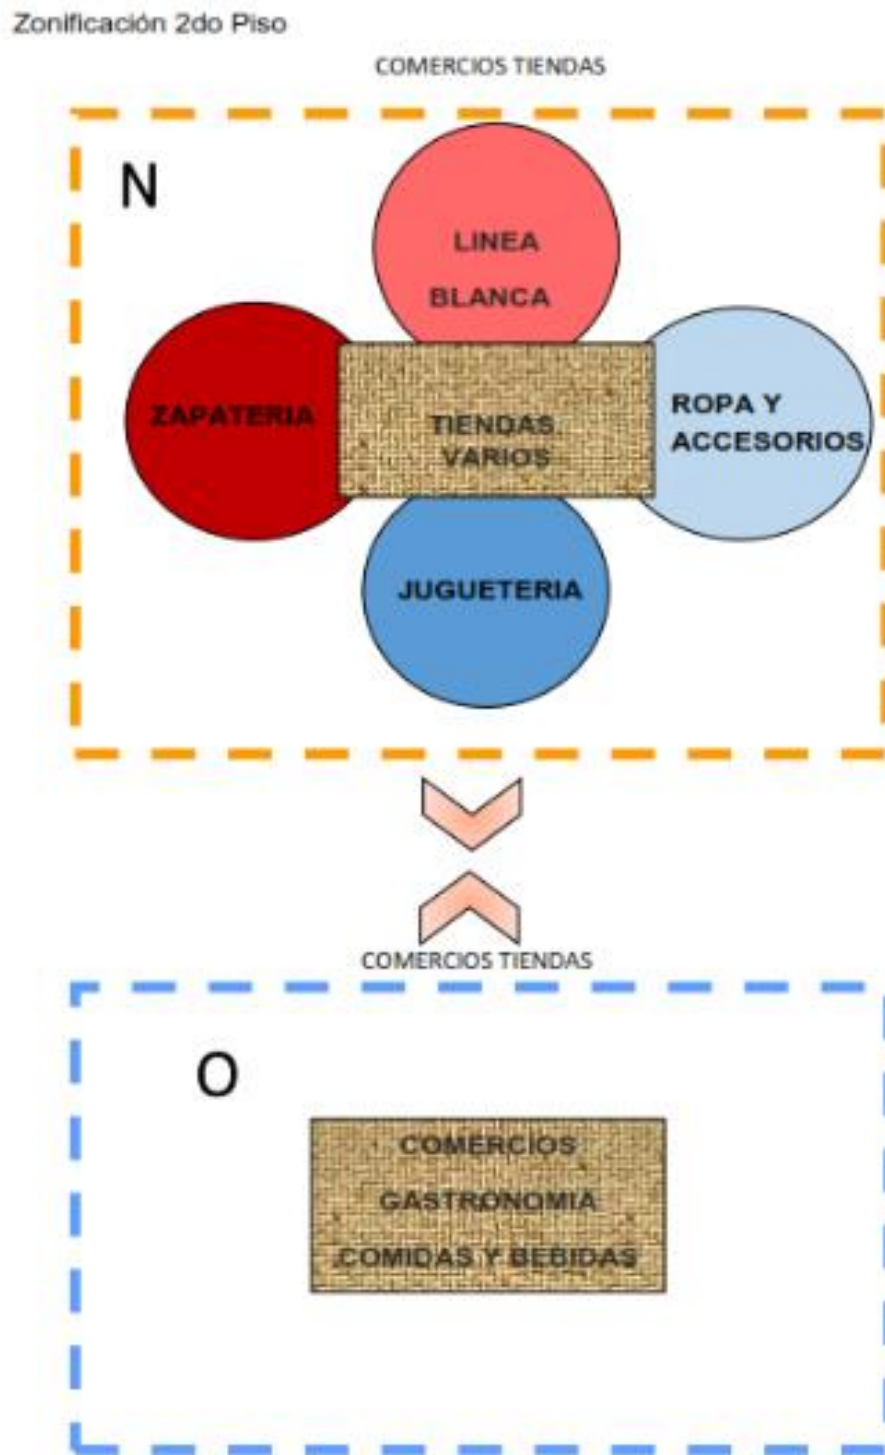 Zonificación 2do Piso
COMERCIOS TIENDAS
N
LINEA
BLANCA
ZAPATERIA
TIENDAS
VARIOS
ROPA Y
ACCESORIOS
JUGUETERIA
COMERCIOS TIENDAS
O
COMERCIOS
GASTRONOMIA
COMIDAS Y BEBIDAS